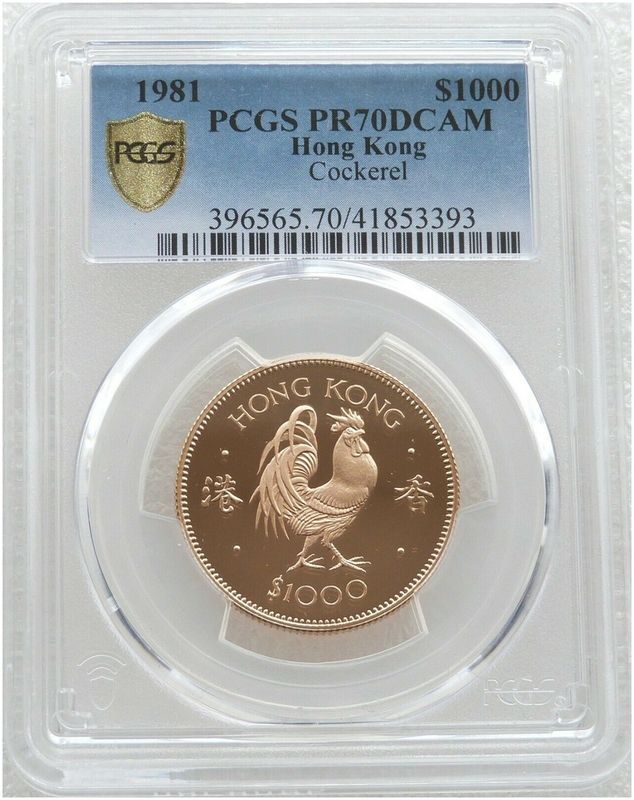 1981 $1000
PCGS PR70DCAM
PCGS
Hong Kong
Cockerel
396565.70/41853393
HONG KONG
港 香
$1000
PCGS